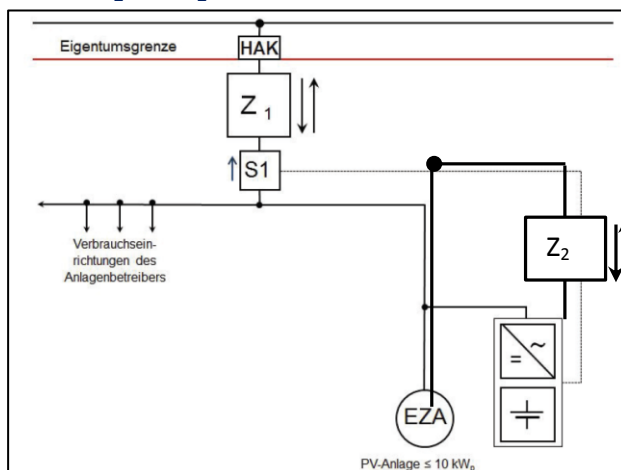 Eigentumsgrenze
HAK
Z 1
S1
Verbrauchsein-
richtungen des
Anlagenbetreibers
Z2
= ~
EZA
PV-Anlage ≤ 10 kWp